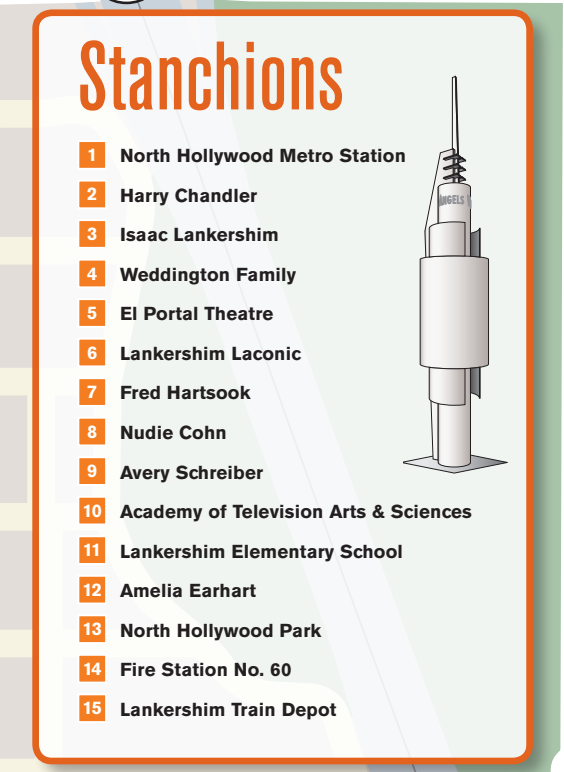 Stanchions
1 North Hollywood Metro Station
2 Harry Chandler
3 Isaac Lankershim
4 Weddington Family
5 El Portal Theatre
6 Lankershim Laconic
7 Fred Hartsook
8 Nudie Cohn
9 Avery Schreiber
10 Academy of Television Arts & Sciences
11 Lankershim Elementary School
12 Amelia Earhart
13 North Hollywood Park
14 Fire Station No. 60
15 Lankershim Train Depot
ANGELS